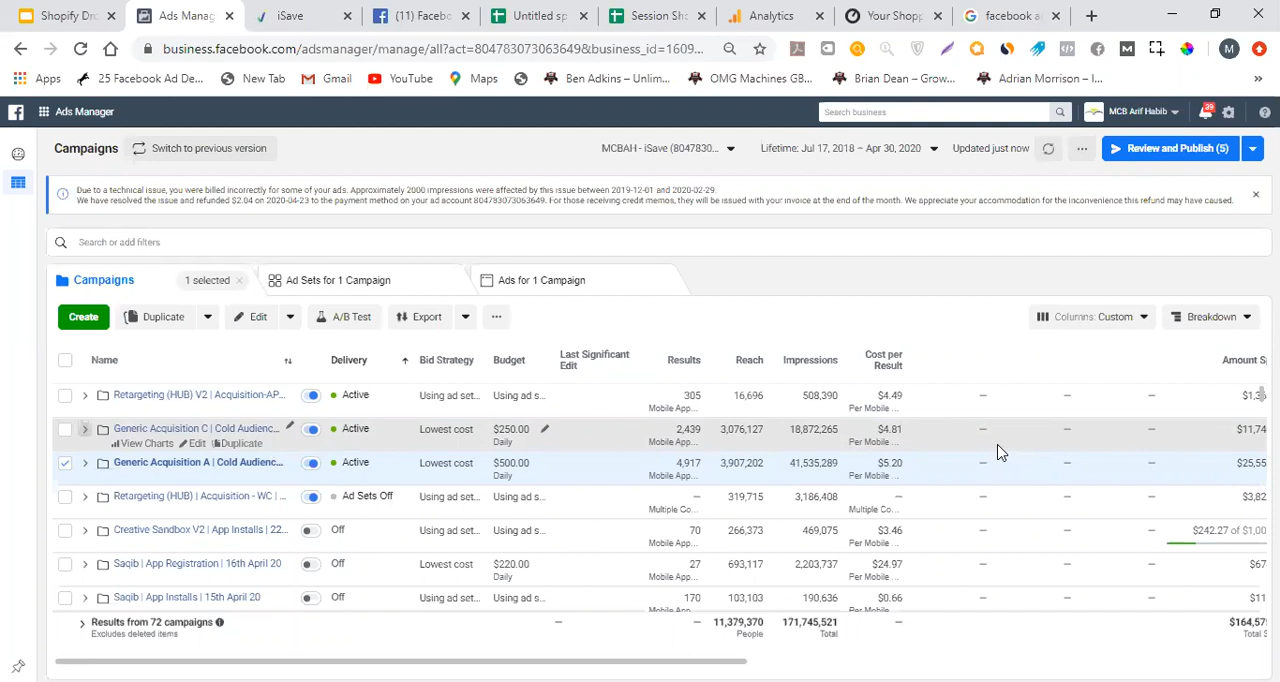 Shopify Dro
Ads Manag
iSave
(11) Facebo
Untitled sp
Session Sho
Analytics
Your Shopp
facebook a
business.facebook.com/adsmanager/manage/all?act=804783073063649&business_id=1609...
Apps
25 Facebook Ad De...
New Tab
Gmail
YouTube
Maps
Ben Adkins – Unlim...
OMG Machines GB...
Brian Dean – Grow...
Adrian Morrison – I...
Ads Manager
Search business
MCB Arif Habib
39
Campaigns
Switch to previous version
MCBAH - iSave (8047830...
Lifetime: Jul 17, 2018 – Apr 30, 2020
Updated just now
Review and Publish (5)
Due to a technical issue, you were billed incorrectly for some of your ads. Approximately 2000 impressions were affected by this issue between 2019-12-01 and 2020-02-29.
We have resolved the issue and refunded $2.04 on 2020-04-23 to the payment method on your ad account 804783073063649. For those receiving credit memos, they will be issued with your invoice at the end of the month. We appreciate your accommodation for the inconvenience this refund may have caused.
Search or add filters
Campaigns
1 selected
Ad Sets for 1 Campaign
Ads for 1 Campaign
Create
Duplicate
Edit
A/B Test
Export
Columns: Custom
Breakdown
Name
Delivery
Bid Strategy
Budget
Last Significant
Edit
Results
Reach
Impressions
Cost per
Result
Amount S
Retargeting (HUB) V2 | Acquisition-AP...
Active
Using ad set...
Using ad s...
305
Mobile App...
16,696
508,390
$4.49
Per Mobile ...
Generic Acquisition C | Cold Audienc...
View Charts
Edit
Duplicate
Active
Lowest cost
$250.00
Daily
2,439
Mobile App...
3,076,127
18,872,265
$4.81
Per Mobile ...
$11,74
Generic Acquisition A | Cold Audienc...
Active
Lowest cost
$500.00
Daily
4,917
Mobile App...
3,907,202
41,535,289
$5.20
Per Mobile ...
$25,55
Retargeting (HUB) | Acquisition - WC | ...
Ad Sets Off
Using ad set...
Using ad s...
—
Multiple Co...
319,715
3,186,408
—
Multiple Co...
$3,82
Creative Sandbox V2 | App Installs | 22...
Off
Using ad set...
Using ad s...
70
Mobile App...
266,373
469,075
$3.46
Per Mobile ...
$242.27 of $1,00
Saqib | App Registration | 16th April 20
Off
Lowest cost
$220.00
Daily
27
Mobile App...
693,117
2,203,737
$24.97
Per Mobile ...
$67
Saqib | App Installs | 15th April 20
Off
Using ad set...
Using ad s...
170
Mobile App...
103,103
190,636
$0.66
Per Mobile ...
$11
Results from 72 campaigns
Excludes deleted items
—
—
11,379,370
People
171,745,521
Total
—
$164,57
Total S